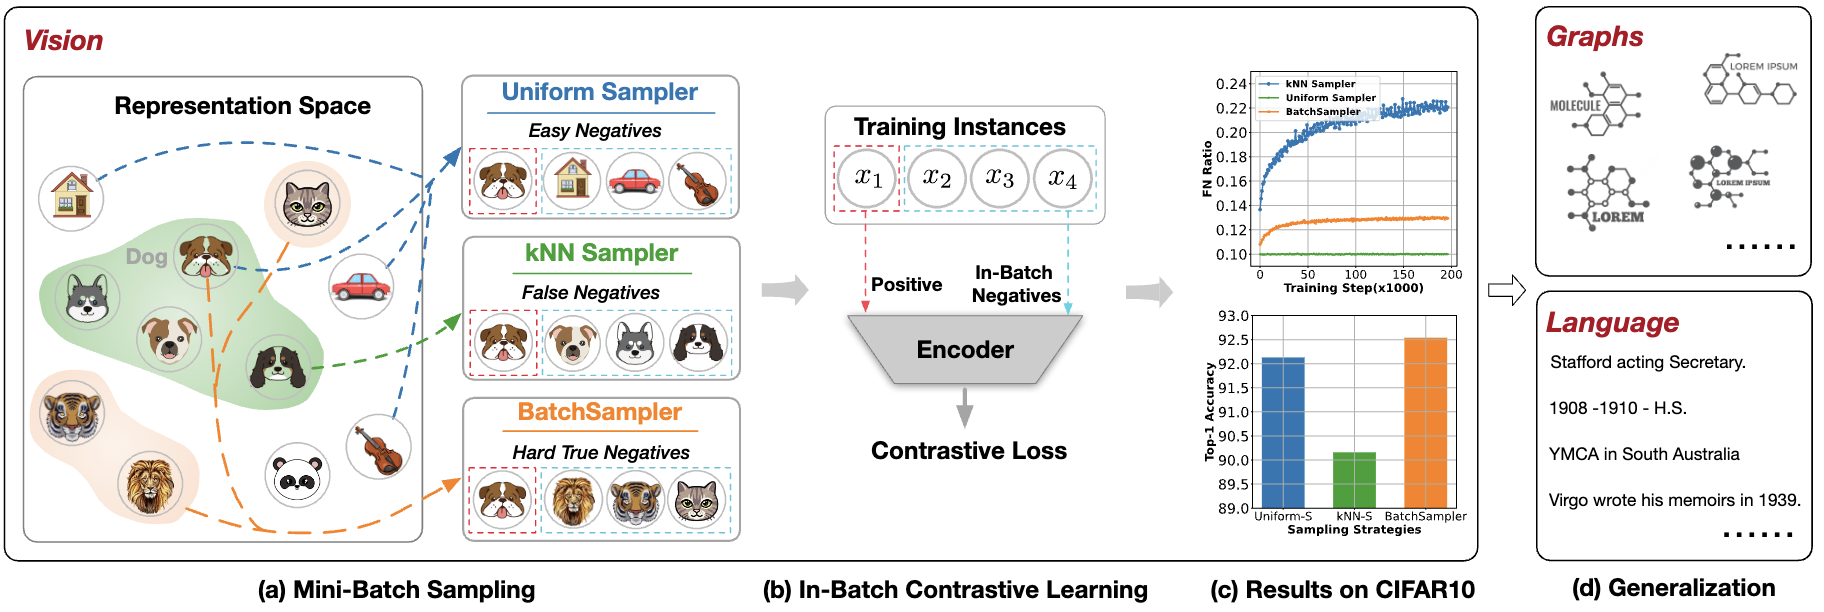 Vision
Representation Space
Dog
Uniform Sampler
Easy Negatives
kNN Sampler
False Negatives
BatchSampler
Hard True Negatives
(a) Mini-Batch Sampling
Training Instances
x1 x2 x3 x4
Positive
In-Batch
Negatives
Encoder
Contrastive Loss
(b) In-Batch Contrastive Learning
FN Ratio
0.24
0.22
0.20
0.18
0.16
0.14
0.12
0.10
kNN Sampler
Uniform Sampler
BatchSampler
0 50 100 150 200
Training Step(x1000)
Top-1 Accuracy
93.0
92.5
92.0
91.5
91.0
90.5
90.0
89.5
89.0
Uniform-S kNN-S BatchSampler
Sampling Strategies
(c) Results on CIFAR10
Graphs
MOLECULE
LOREM IPSUM
LOREM
LOREM IPSUM
......
Language
Stafford acting Secretary.
1908 -1910 - H.S.
YMCA in South Australia
Virgo wrote his memoirs in 1939.
......
(d) Generalization